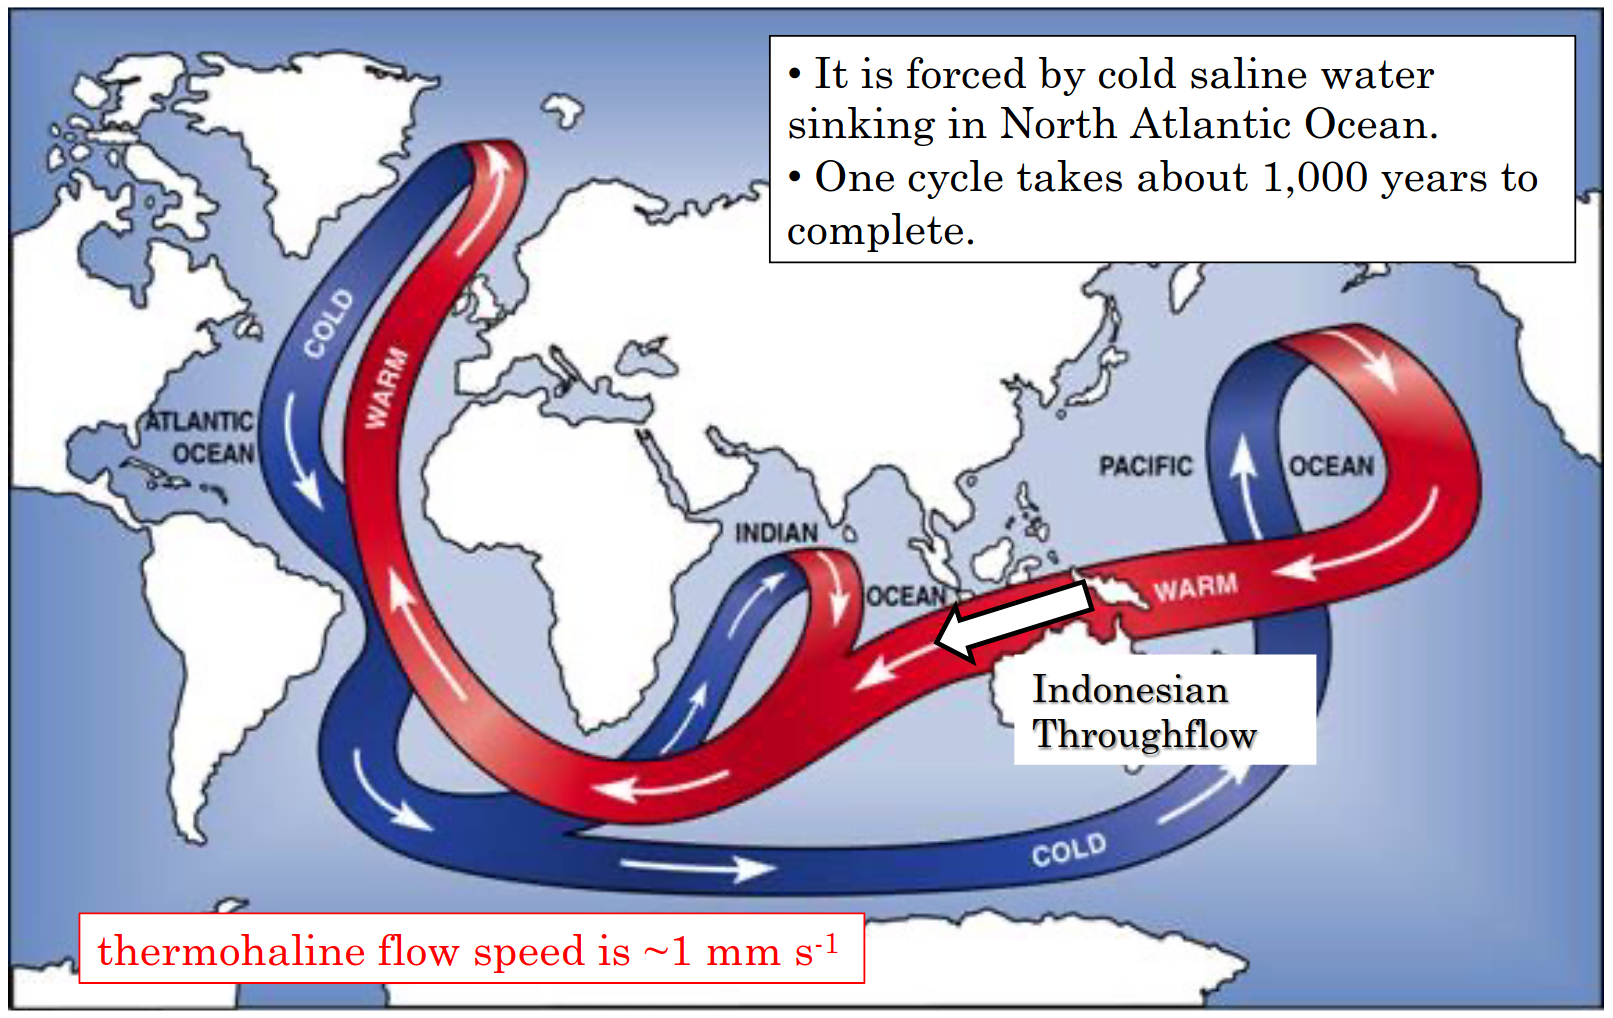 • It is forced by cold saline water
sinking in North Atlantic Ocean.
• One cycle takes about 1,000 years to
complete.
COLD
WARM
ATLANTIC
OCEAN
PACIFIC
OCEAN
INDIAN
OCEAN
WARM
Indonesian
Throughflow
COLD
thermohaline flow speed is ~1 mm s⁻¹